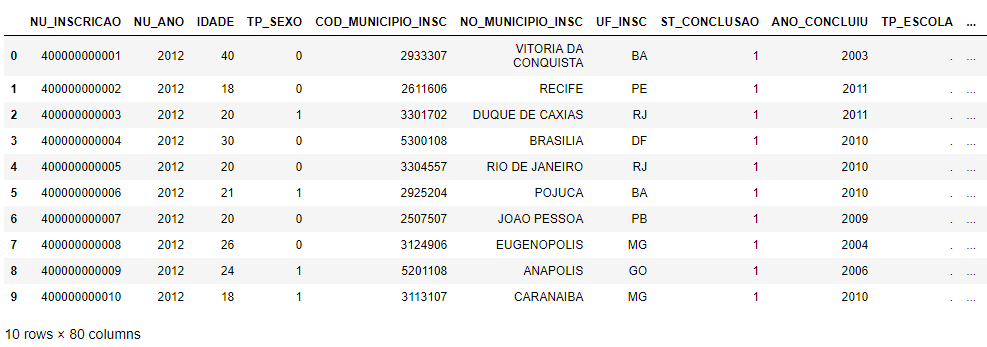 NU_INSCRICAO NU_ANO IDADE TP_SEXO COD_MUNICIPIO_INSC NO_MUNICIPIO_INSC UF_INSC ST_CONCLUSAO ANO_CONCLUIU TP_ESCOLA ...
0 400000000001 2012 40 0 2933307 VITORIA DA CONQUISTA BA 1 2003 . ...
1 400000000002 2012 18 0 2611606 RECIFE PE 1 2011 . ...
2 400000000003 2012 20 1 3301702 DUQUE DE CAXIAS RJ 1 2011 . ...
3 400000000004 2012 30 0 5300108 BRASILIA DF 1 2010 . ...
4 400000000005 2012 20 0 3304557 RIO DE JANEIRO RJ 1 2010 . ...
5 400000000006 2012 21 1 2925204 POJUCA BA 1 2010 . ...
6 400000000007 2012 20 0 2507507 JOAO PESSOA PB 1 2009 . ...
7 400000000008 2012 26 0 3124906 EUGENOPOLIS MG 1 2004 . ...
8 400000000009 2012 24 1 5201108 ANAPOLIS GO 1 2006 . ...
9 400000000010 2012 18 1 3113107 CARANAIBA MG 1 2010 . ...
10 rows × 80 columns